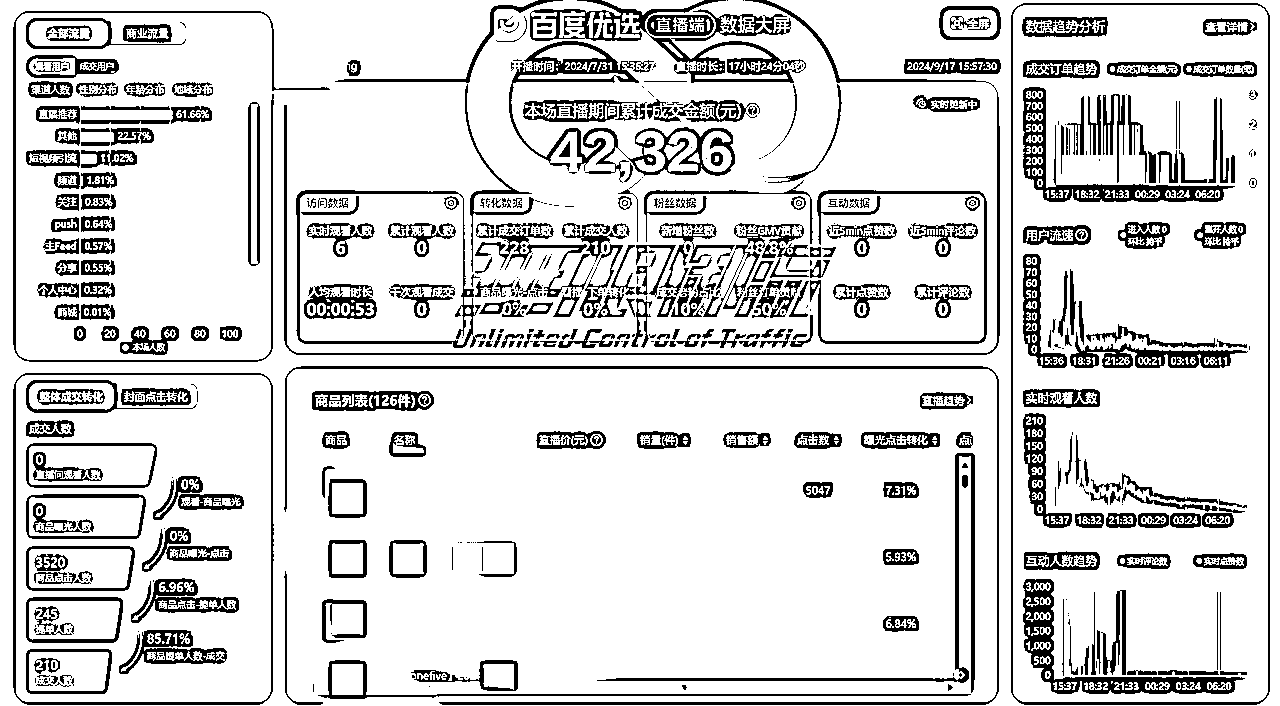 百度优选 直播端 数据大屏
全屏
开播时间：2024/7/31
直播时长：17小时24分04秒
2024/9/17 15:57:30
本场直播期间累计成交金额(元)
42,326
实时更新中
全部流量 商业流量
观看用户 成交用户
渠道人数 性别分布 年龄分布 地域分布
直播推荐 61.66%
其他 22.57%
短视频引流 11.02%
频道 1.81%
关注 0.83%
push 0.64%
主Feed 0.57%
分享 0.55%
个人中心 0.32%
商城 0.01%
0 20 40 60 80 100
本场人数
访问数据
实时观看人数 累计观看人数
6 0
人均观看时长 千次观看成交
00:00:53 0
转化数据
累计成交订单数 累计成交人数
228 210
商品曝光-点击
0% 0%
粉丝数据
新增粉丝数 粉丝GMV贡献
0 48.8%
成交老粉占比
10% 50%
互动数据
近5min点赞数 近5min评论数
0 0
累计点赞数 累计评论数
0 0
Unlimited Control of Traffic
整体成交转化 封面点击转化
成交人数
0
直播间观看人数
0%
观看-商品曝光
0
商品曝光人数
0%
商品曝光-点击
3520
商品点击人数
6.96%
商品点击-拍单人数
245
拍单人数
85.71%
商品拍单人数-成交
210
成交人数
商品列表(126件)
直播趋势
商品 名称 直播价(元) 销量(件) 销售额 点击数 曝光点击转化 点
5047 7.31%
5.93%
6.84%
onefive
数据趋势分析
查看详情
成交订单趋势 成交订单金额(元) 成交订单数量(笔)
800
700
600
500
400
300
200
100
0
15:37 18:32 21:33 00:29 03:24 06:20
用户流速
进入人数 0
环比 持平
离开人数 0
环比 持平
80
70
60
50
40
30
20
10
0
15:36 18:31 21:26 00:21 03:16 06:11
实时观看人数
210
180
150
120
90
60
30
0
15:37 18:32 21:33 00:29 03:24 06:20
互动人数趋势 实时评论数 实时点赞数
3,000
2,500
2,000
1,500
1,000
500
0
15:37 18:32 21:33 00:29 03:24 06:20